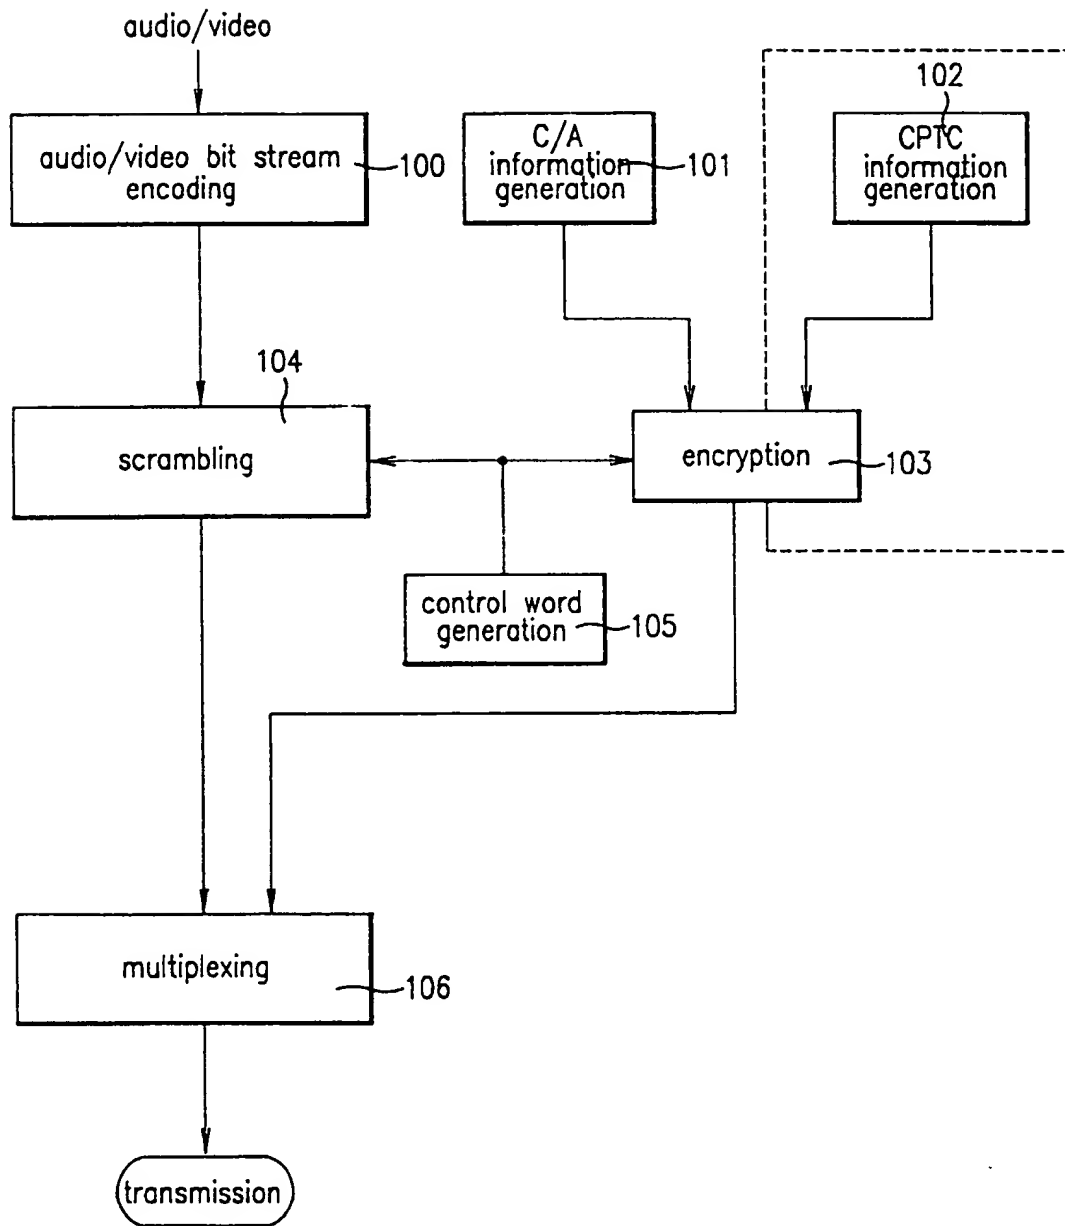 audio/video
audio/video bit stream
encoding
100
C/A
information
generation
101
102
CPTC
information
generation
104
scrambling
encryption
103
control word
generation
105
multiplexing
106
transmission